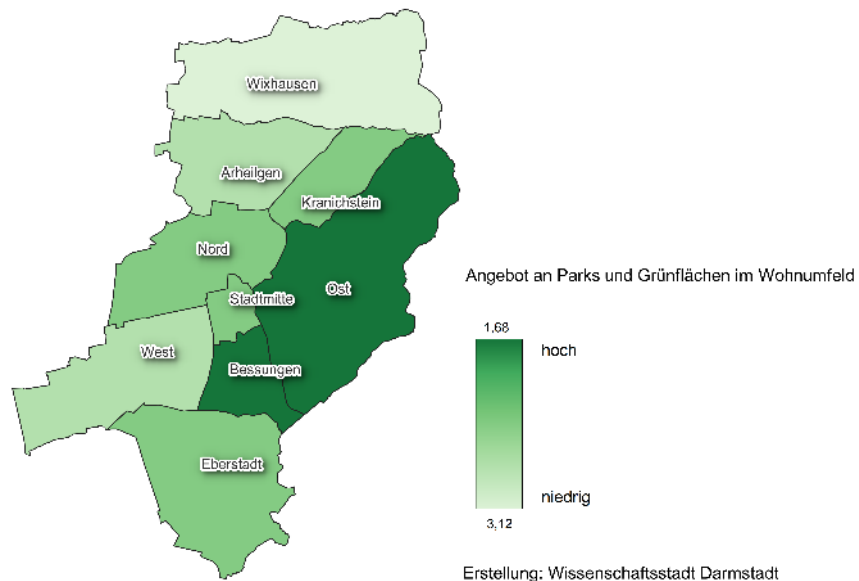 Wixhausen
Arheilgen
Kranichstein
Nord
Stadtmitte
Ost
West
Bessungen
Eberstadt
Angebot an Parks und Grünflächen im Wohnumfeld
1,68
hoch
niedrig
3,12
Erstellung: Wissenschaftsstadt Darmstadt